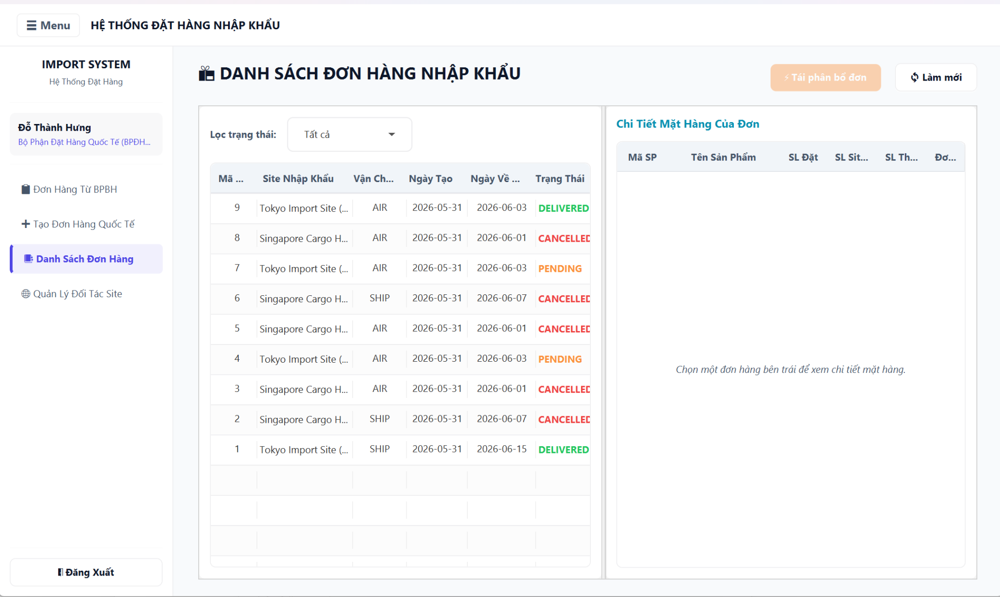 Menu
HỆ THỐNG ĐẶT HÀNG NHẬP KHẨU
IMPORT SYSTEM
Hệ Thống Đặt Hàng
Đỗ Thành Hưng
Bộ Phận Đặt Hàng Quốc Tế (BPĐH...
Đơn Hàng Từ BPBH
Tạo Đơn Hàng Quốc Tế
Danh Sách Đơn Hàng
Quản Lý Đối Tác Site
Đăng Xuất
DANH SÁCH ĐƠN HÀNG NHẬP KHẨU
Tái phân bổ đơn
Làm mới
Lọc trạng thái: Tất cả
Mã ... Site Nhập Khẩu Vận Ch... Ngày Tạo Ngày Về ... Trạng Thái
9 Tokyo Import Site (... AIR 2026-05-31 2026-06-03 DELIVERED
8 Singapore Cargo H... AIR 2026-05-31 2026-06-01 CANCELLED
7 Tokyo Import Site (... AIR 2026-05-31 2026-06-03 PENDING
6 Singapore Cargo H... SHIP 2026-05-31 2026-06-07 CANCELLED
5 Singapore Cargo H... AIR 2026-05-31 2026-06-01 CANCELLED
4 Tokyo Import Site (... AIR 2026-05-31 2026-06-03 PENDING
3 Singapore Cargo H... AIR 2026-05-31 2026-06-01 CANCELLED
2 Singapore Cargo H... SHIP 2026-05-31 2026-06-07 CANCELLED
1 Tokyo Import Site (... SHIP 2026-05-31 2026-06-15 DELIVERED
Chi Tiết Mặt Hàng Của Đơn
Mã SP Tên Sản Phẩm SL Đặt SL Sit... SL Th... Đơ...
Chọn một đơn hàng bên trái để xem chi tiết mặt hàng.